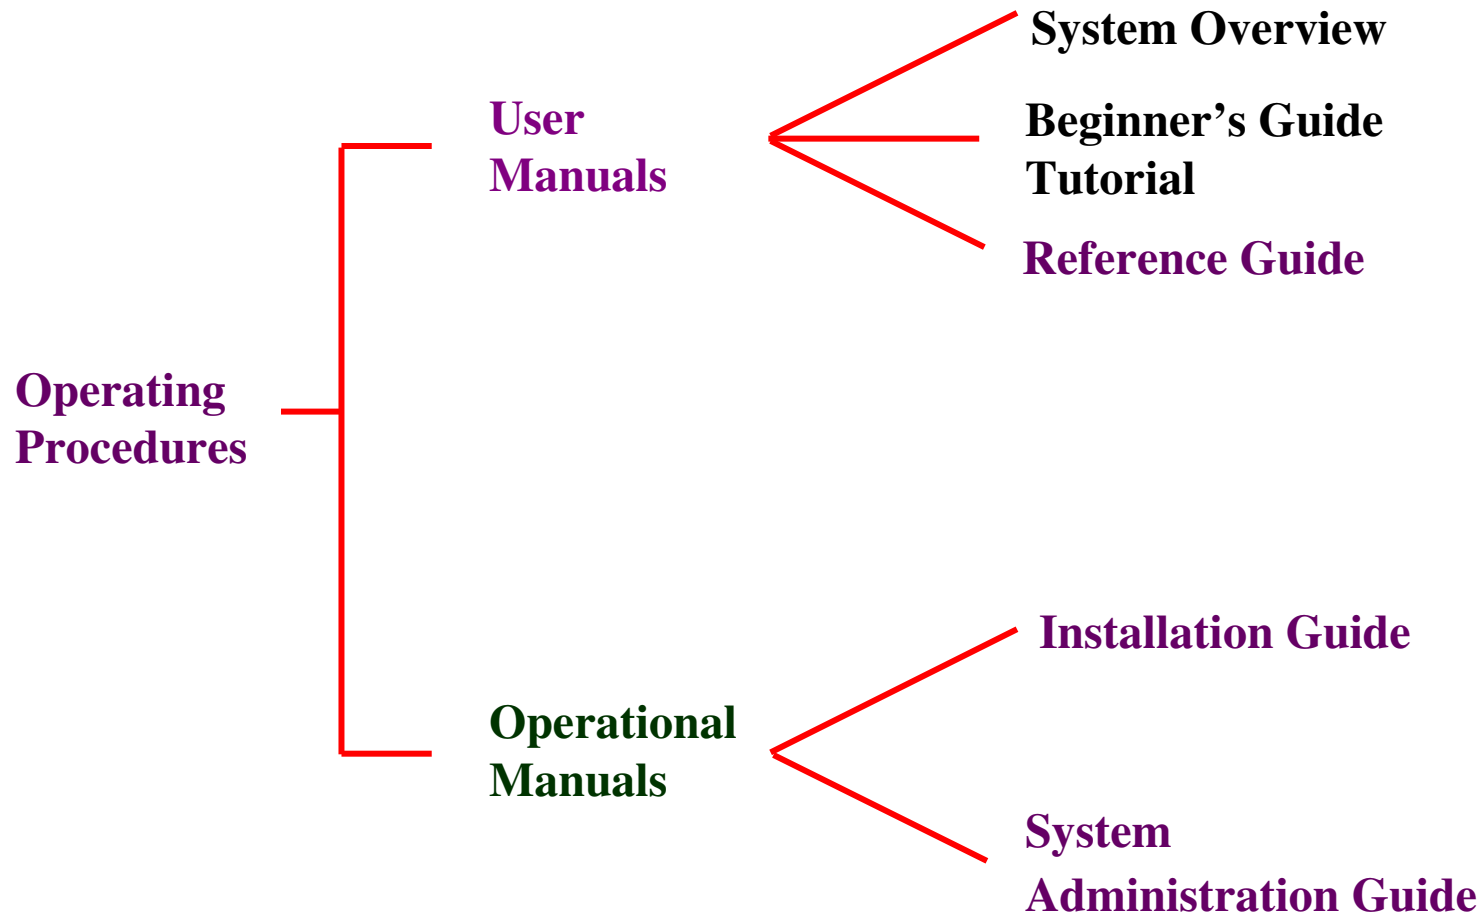 System Overview
User
Manuals
Beginner’s Guide
Tutorial
Reference Guide
Operating
Procedures
Installation Guide
Operational
Manuals
System
Administration Guide